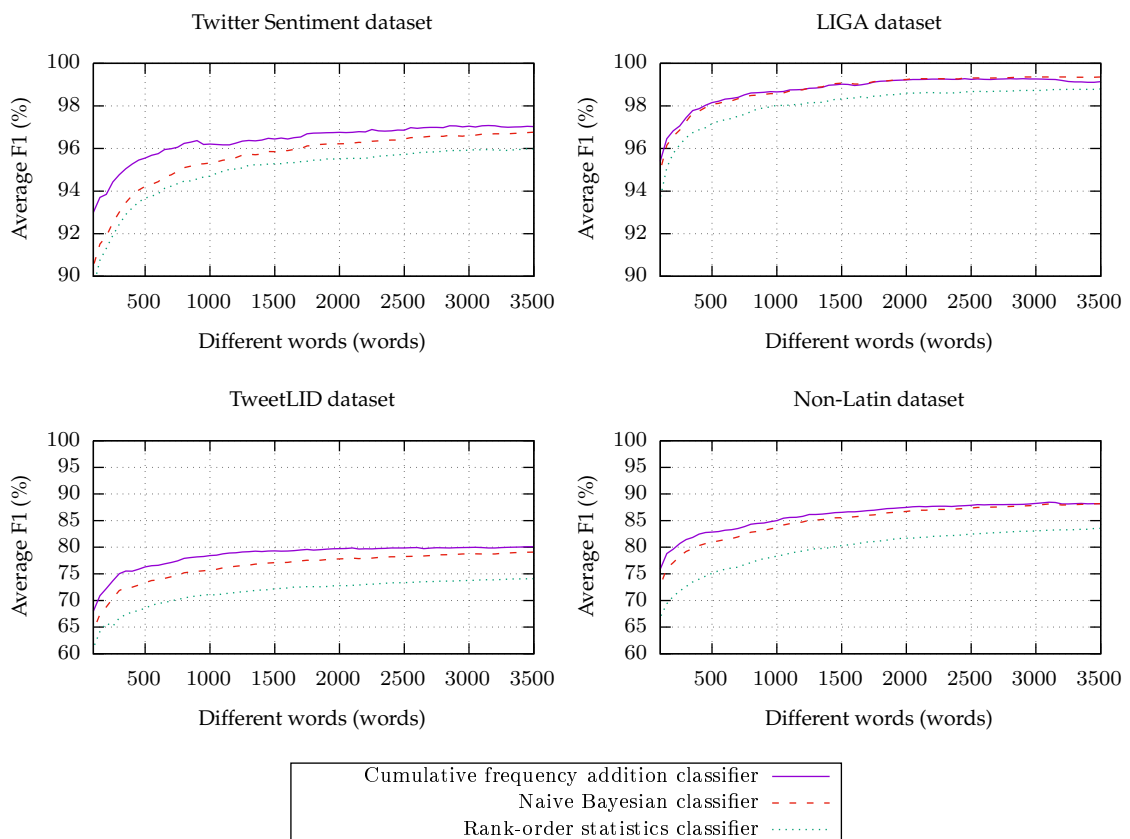 Twitter Sentiment dataset
100
98
96
94
92
90
Average F1 (%)
500 1000 1500 2000 2500 3000 3500
Different words (words)
LIGA dataset
100
98
96
94
92
90
Average F1 (%)
500 1000 1500 2000 2500 3000 3500
Different words (words)
TweetLID dataset
100
95
90
85
80
75
70
65
60
Average F1 (%)
500 1000 1500 2000 2500 3000 3500
Different words (words)
Non-Latin dataset
100
95
90
85
80
75
70
65
60
Average F1 (%)
500 1000 1500 2000 2500 3000 3500
Different words (words)
Cumulative frequency addition classifier
Naive Bayesian classifier
Rank-order statistics classifier